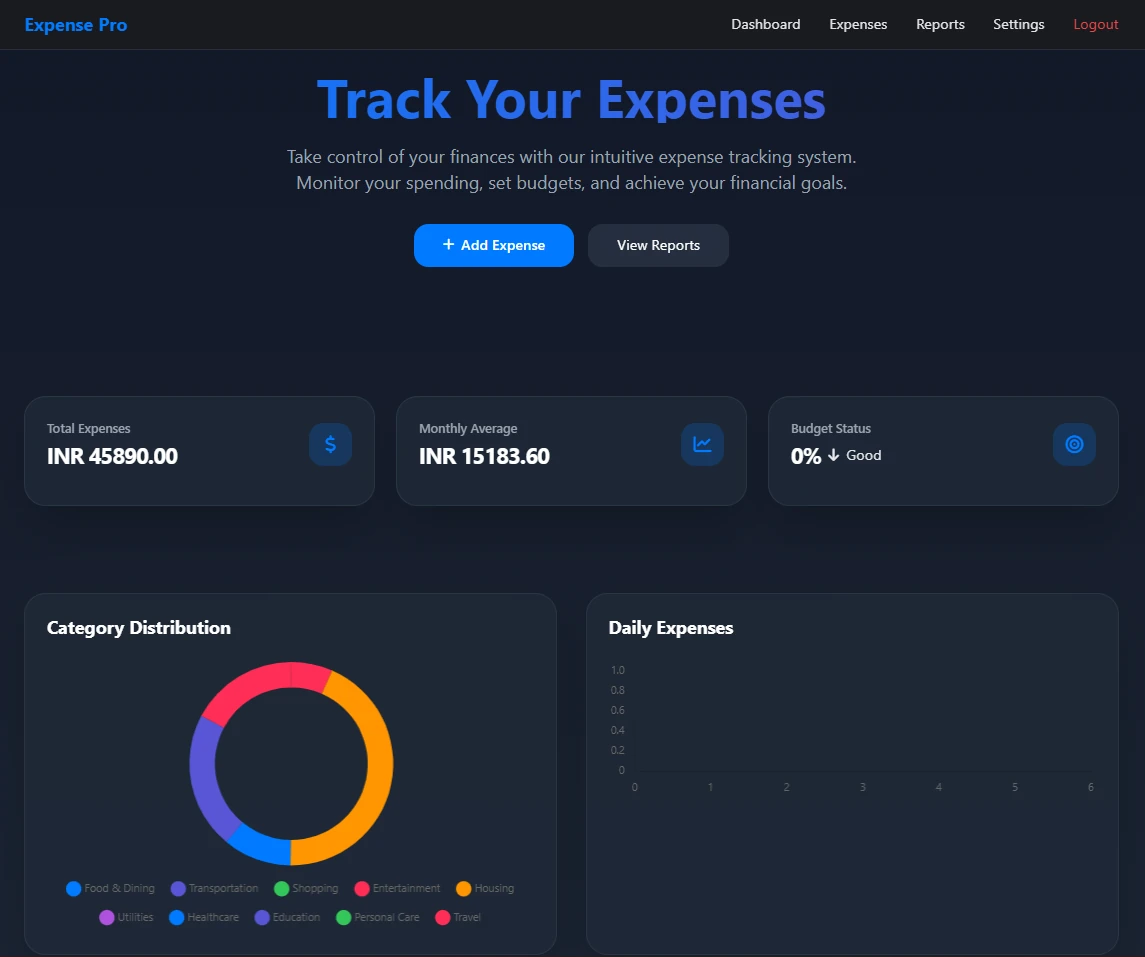 Expense Pro
Dashboard Expenses Reports Settings Logout
Track Your Expenses
Take control of your finances with our intuitive expense tracking system.
Monitor your spending, set budgets, and achieve your financial goals.
+ Add Expense
View Reports
Total Expenses
INR 45890.00
$
Monthly Average
INR 15183.60
Budget Status
0% ↓ Good
Category Distribution
Food & Dining Transportation Shopping Entertainment Housing
Utilities Healthcare Education Personal Care Travel
Daily Expenses
1.0
0.8
0.6
0.4
0.2
0
0 1 2 3 4 5 6